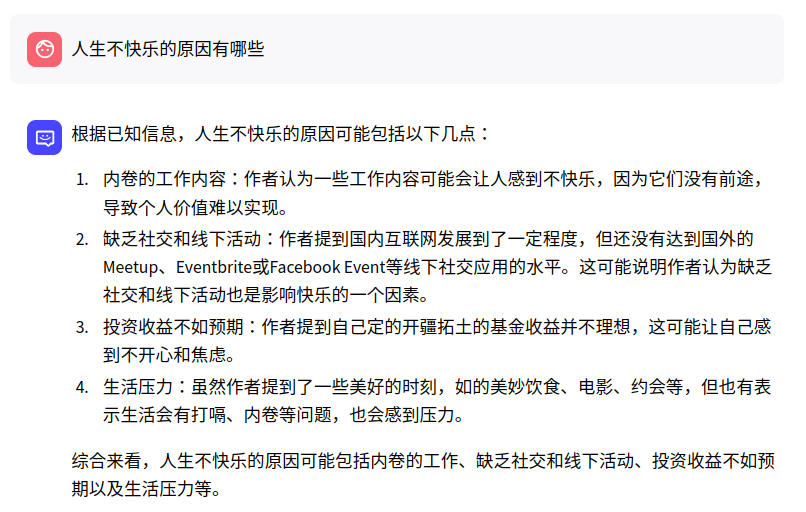 人生不快乐的原因有哪些
根据已知信息，人生不快乐的原因可能包括以下几点：
1. 内卷的工作内容：作者认为一些工作内容可能会让人感到不快乐，因为它们没有前途，
导致个人价值难以实现。
2. 缺乏社交和线下活动：作者提到国内互联网发展到了一定程度，但还没有达到国外的
Meetup、Eventbrite或Facebook Event等线下社交应用的水平。这可能说明作者认为缺乏
社交和线下活动也是影响快乐的一个因素。
3. 投资收益不如预期：作者提到自己定的开疆拓土的基金收益并不理想，这可能让自己感
到不开心和焦虑。
4. 生活压力：虽然作者提到了一些美好的时刻，如的美妙饮食、电影、约会等，但也有表
示生活会有打嗝、内卷等问题，也会感到压力。
综合来看，人生不快乐的原因可能包括内卷的工作、缺乏社交和线下活动、投资收益不如预
期以及生活压力等。